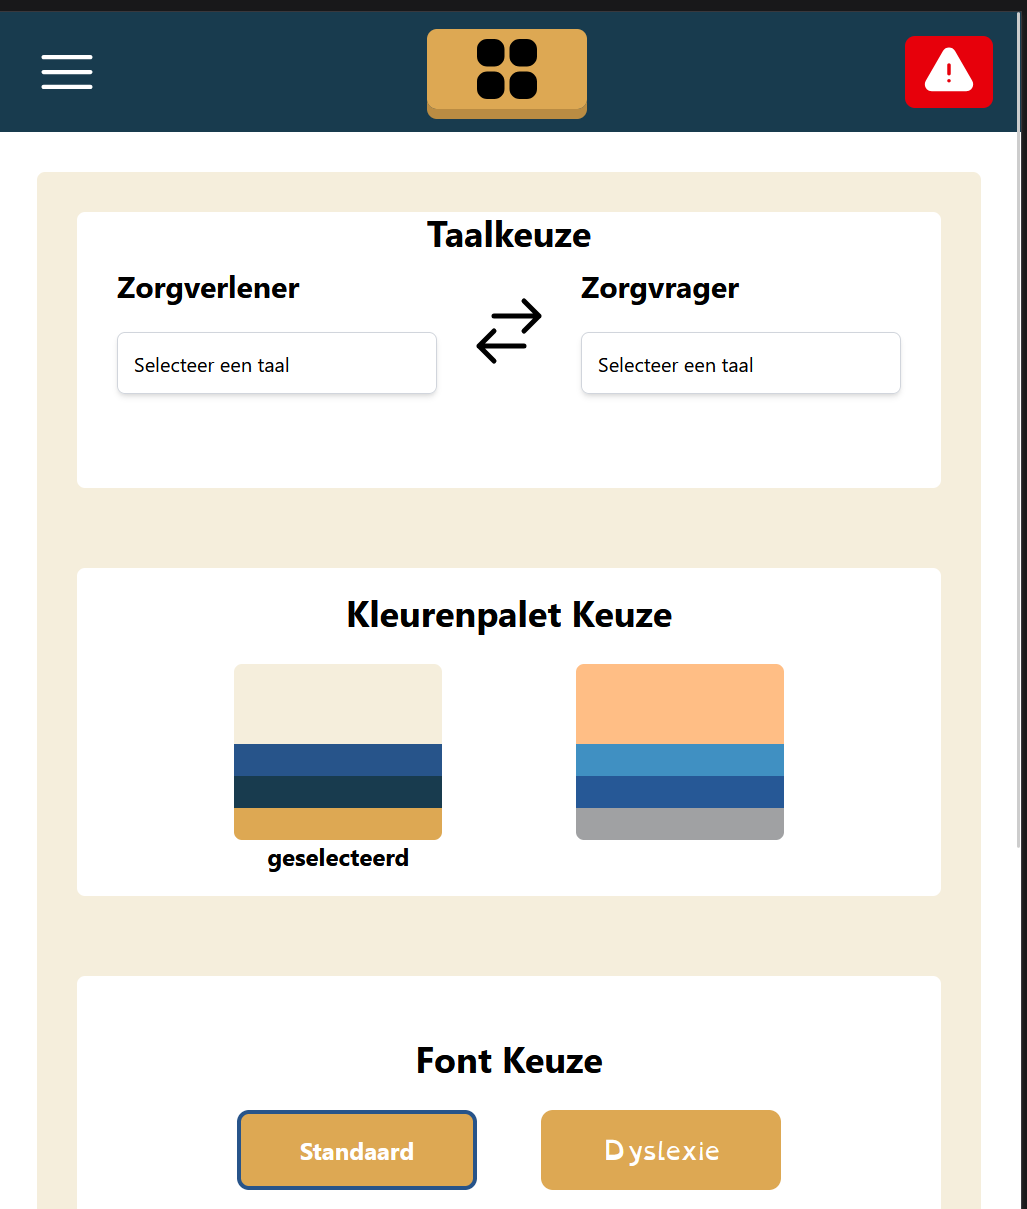 Taalkeuze
Zorgverlener
Zorgvrager
Selecteer een taal
Selecteer een taal
Kleurenpalet Keuze
geselecteerd
Font Keuze
Standaard
Dyslexie